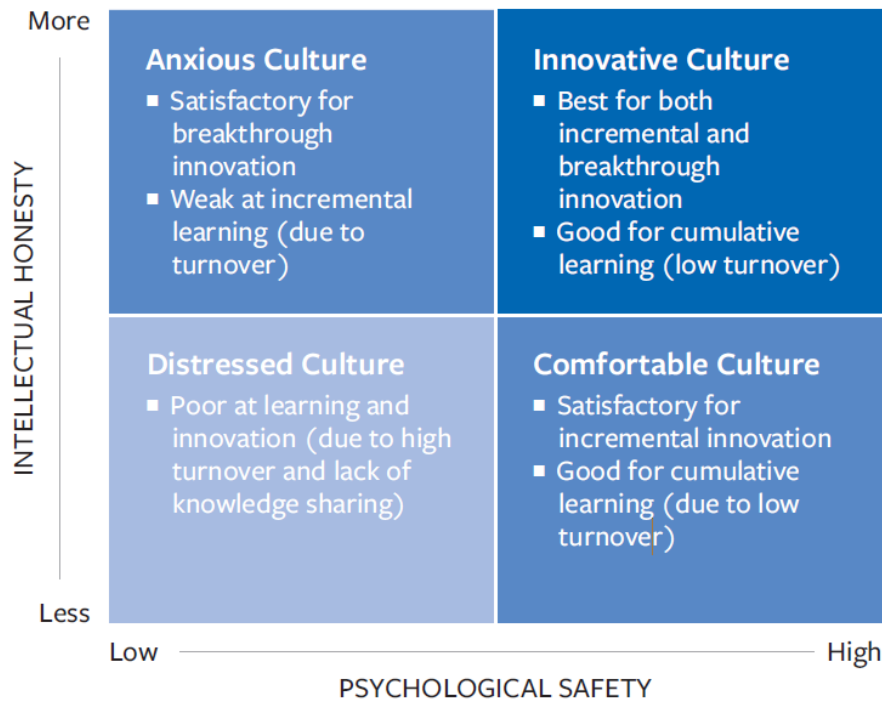 More
INTELLECTUAL HONESTY
Anxious Culture
■ Satisfactory for
breakthrough
innovation
■ Weak at incremental
learning (due to
turnover)
Innovative Culture
■ Best for both
incremental and
breakthrough
innovation
■ Good for cumulative
learning (low turnover)
Distressed Culture
■ Poor at learning and
innovation (due to high
turnover and lack of
knowledge sharing)
Comfortable Culture
■ Satisfactory for
incremental innovation
■ Good for cumulative
learning (due to low
turnover)
Less
Low
High
PSYCHOLOGICAL SAFETY